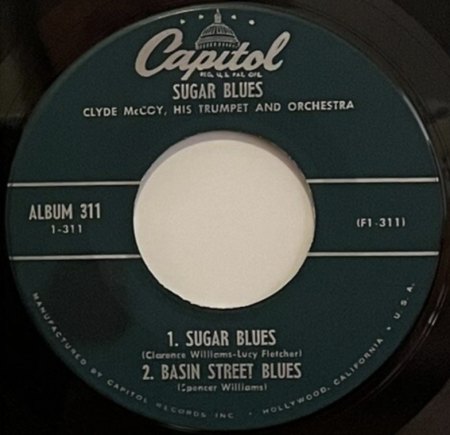 Capitol
REG. U.S. PAT. OFF.
SUGAR BLUES
CLYDE McCOY, HIS TRUMPET AND ORCHESTRA
ALBUM 311
1-311
(F1-311)
1. SUGAR BLUES
(Clarence Williams-Lucy Fletcher)
2. BASIN STREET BLUES
(Spencer Williams)
MANUFACTURED BY CAPITOL RECORDS INC. • HOLLYWOOD, CALIFORNIA • U.S.A.